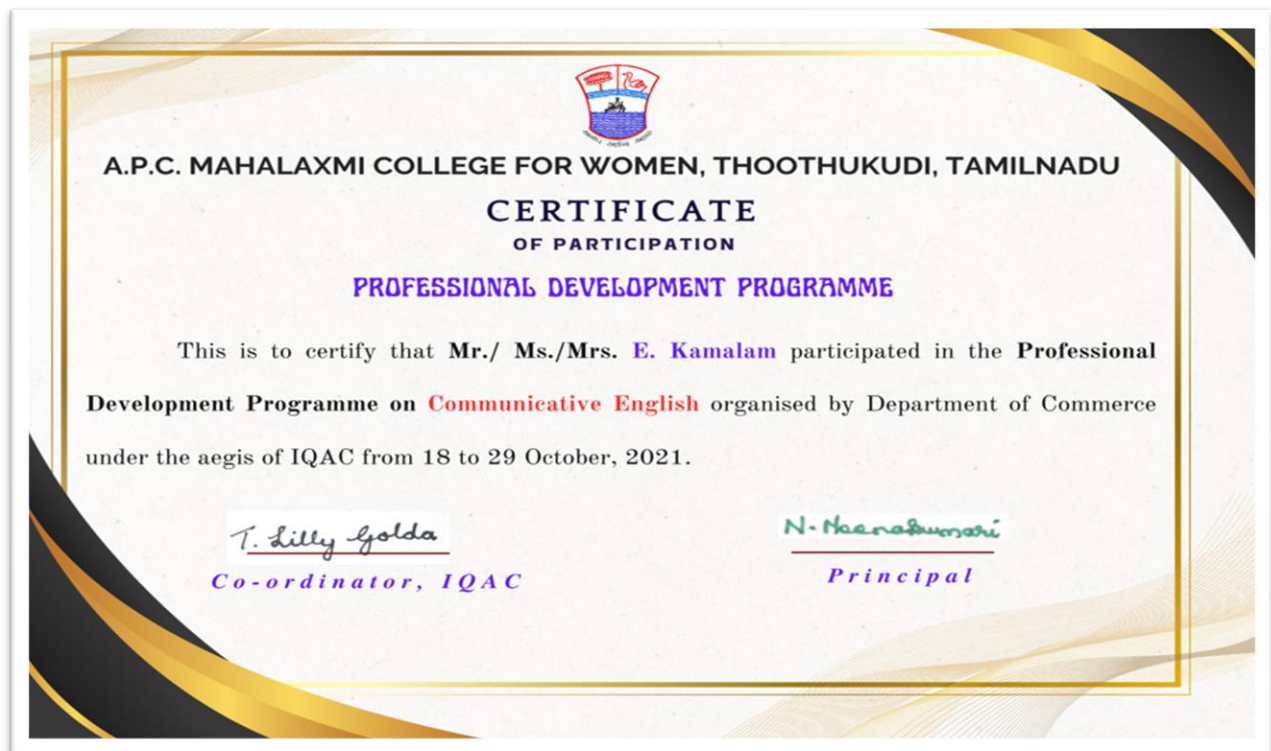 A.P.C. MAHALAXMI COLLEGE FOR WOMEN, THOOTHUKUDI, TAMILNADU
CERTIFICATE
OF PARTICIPATION
PROFESSIONAL DEVELOPMENT PROGRAMME
This is to certify that Mr./ Ms./Mrs. E. Kamalam participated in the Professional
Development Programme on Communicative English organised by Department of Commerce
under the aegis of IQAC from 18 to 29 October, 2021.
T. Lilly Golda
N. Meenakumari
Co-ordinator, IQAC
Principal